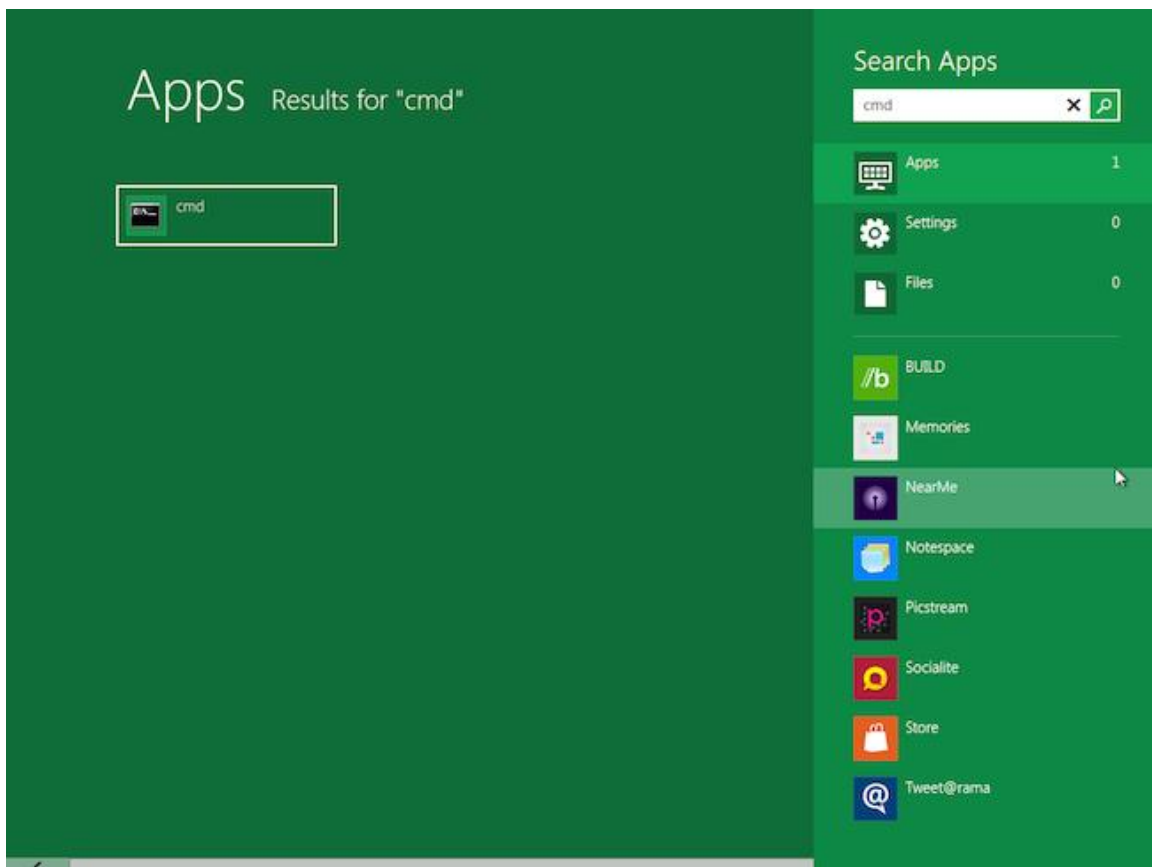 Apps Results for "cmd"
cmd
Search Apps
cmd
Apps 1
Settings 0
Files 0
//b BUILD
Memories
NearMe
Notespace
Picstream
Socialite
Store
Tweet@rama